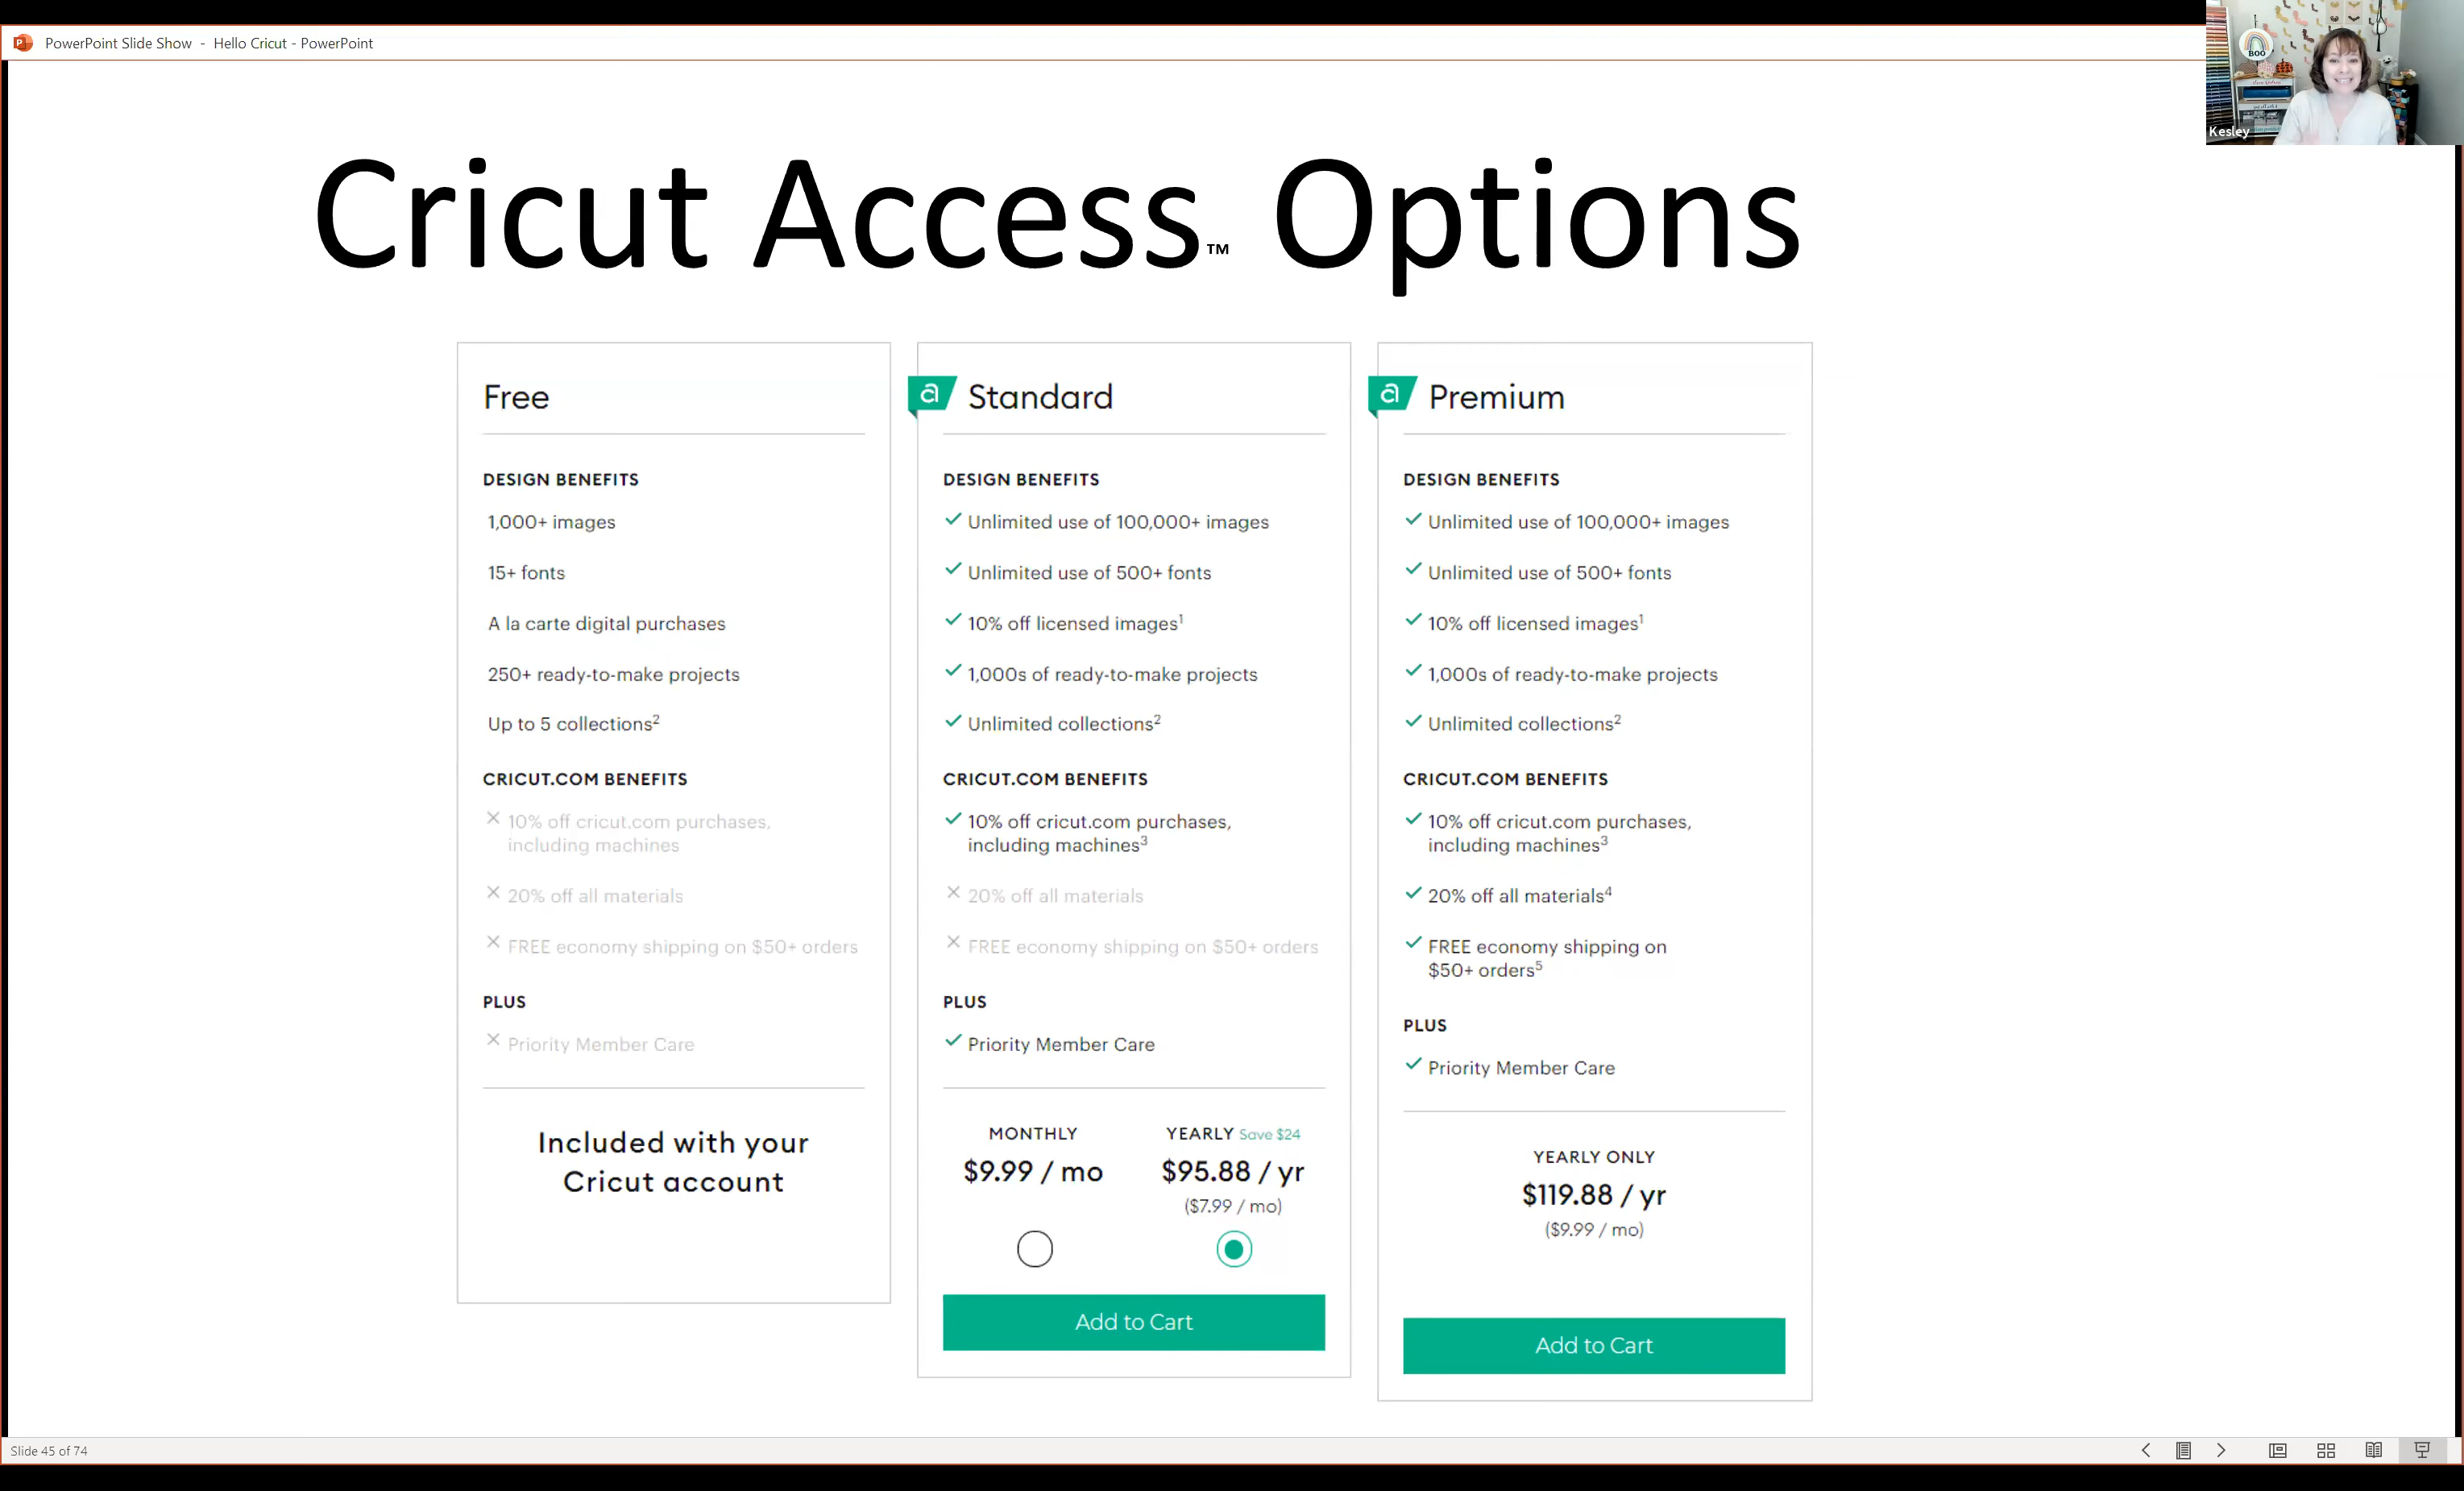 PowerPoint Slide Show - Hello Cricut - PowerPoint
BOO
Kesley
Cricut Access™ Options
Free
DESIGN BENEFITS
1,000+ images
15+ fonts
A la carte digital purchases
250+ ready-to-make projects
Up to 5 collections²
CRICUT.COM BENEFITS
10% off cricut.com purchases,
including machines
20% off all materials
FREE economy shipping on $50+ orders
PLUS
Priority Member Care
Included with your
Cricut account
Standard
DESIGN BENEFITS
Unlimited use of 100,000+ images
Unlimited use of 500+ fonts
10% off licensed images¹
1,000s of ready-to-make projects
Unlimited collections²
CRICUT.COM BENEFITS
10% off cricut.com purchases,
including machines³
20% off all materials
FREE economy shipping on $50+ orders
PLUS
Priority Member Care
MONTHLY
$9.99 / mo
YEARLY Save $24
$95.88 / yr
($7.99 / mo)
Add to Cart
Premium
DESIGN BENEFITS
Unlimited use of 100,000+ images
Unlimited use of 500+ fonts
10% off licensed images¹
1,000s of ready-to-make projects
Unlimited collections²
CRICUT.COM BENEFITS
10% off cricut.com purchases,
including machines³
20% off all materials⁴
FREE economy shipping on
$50+ orders⁵
PLUS
Priority Member Care
YEARLY ONLY
$119.88 / yr
($9.99 / mo)
Add to Cart
Slide 45 of 74